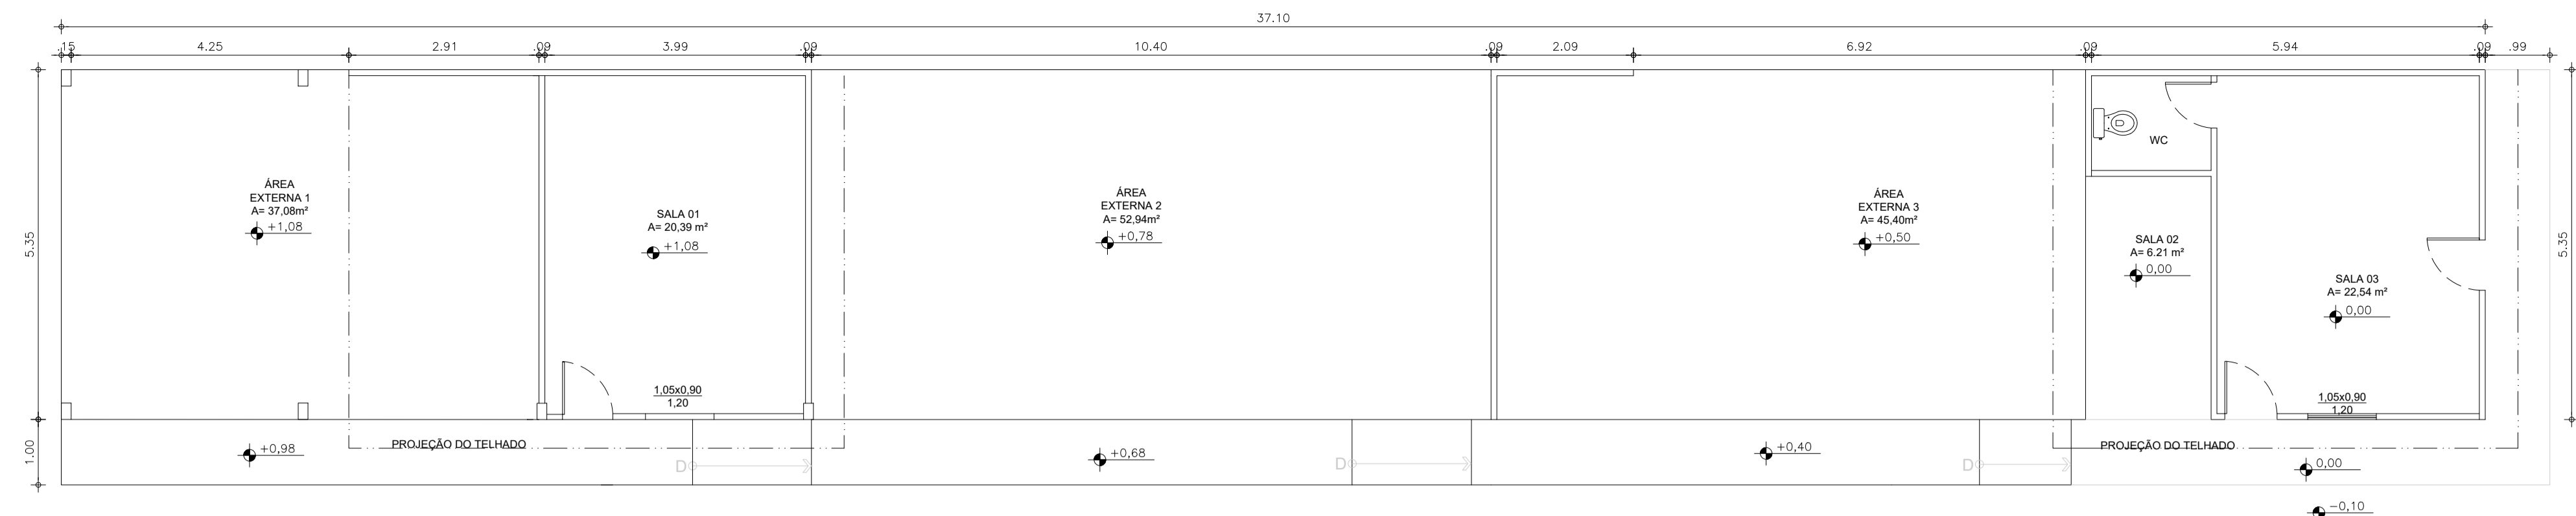 37.10
.15
4.25
2.91
.09
3.99
.09
10.40
.09
2.09
6.92
.09
5.94
.09
.99
5.35
1.00
ÁREA
EXTERNA 1
A= 37,08m²
+1,08
SALA 01
A= 20,39 m²
+1,08
1,05x0,90
1,20
ÁREA
EXTERNA 2
A= 52,94m²
+0,78
ÁREA
EXTERNA 3
A= 45,40m²
+0,50
WC
SALA 02
A= 6.21 m²
0,00
SALA 03
A= 22,54 m²
0,00
1,05x0,90
1,20
5.35
PROJEÇÃO DO TELHADO
+0,98
D
+0,68
D
+0,40
D
PROJEÇÃO DO TELHADO
0,00
-0,10